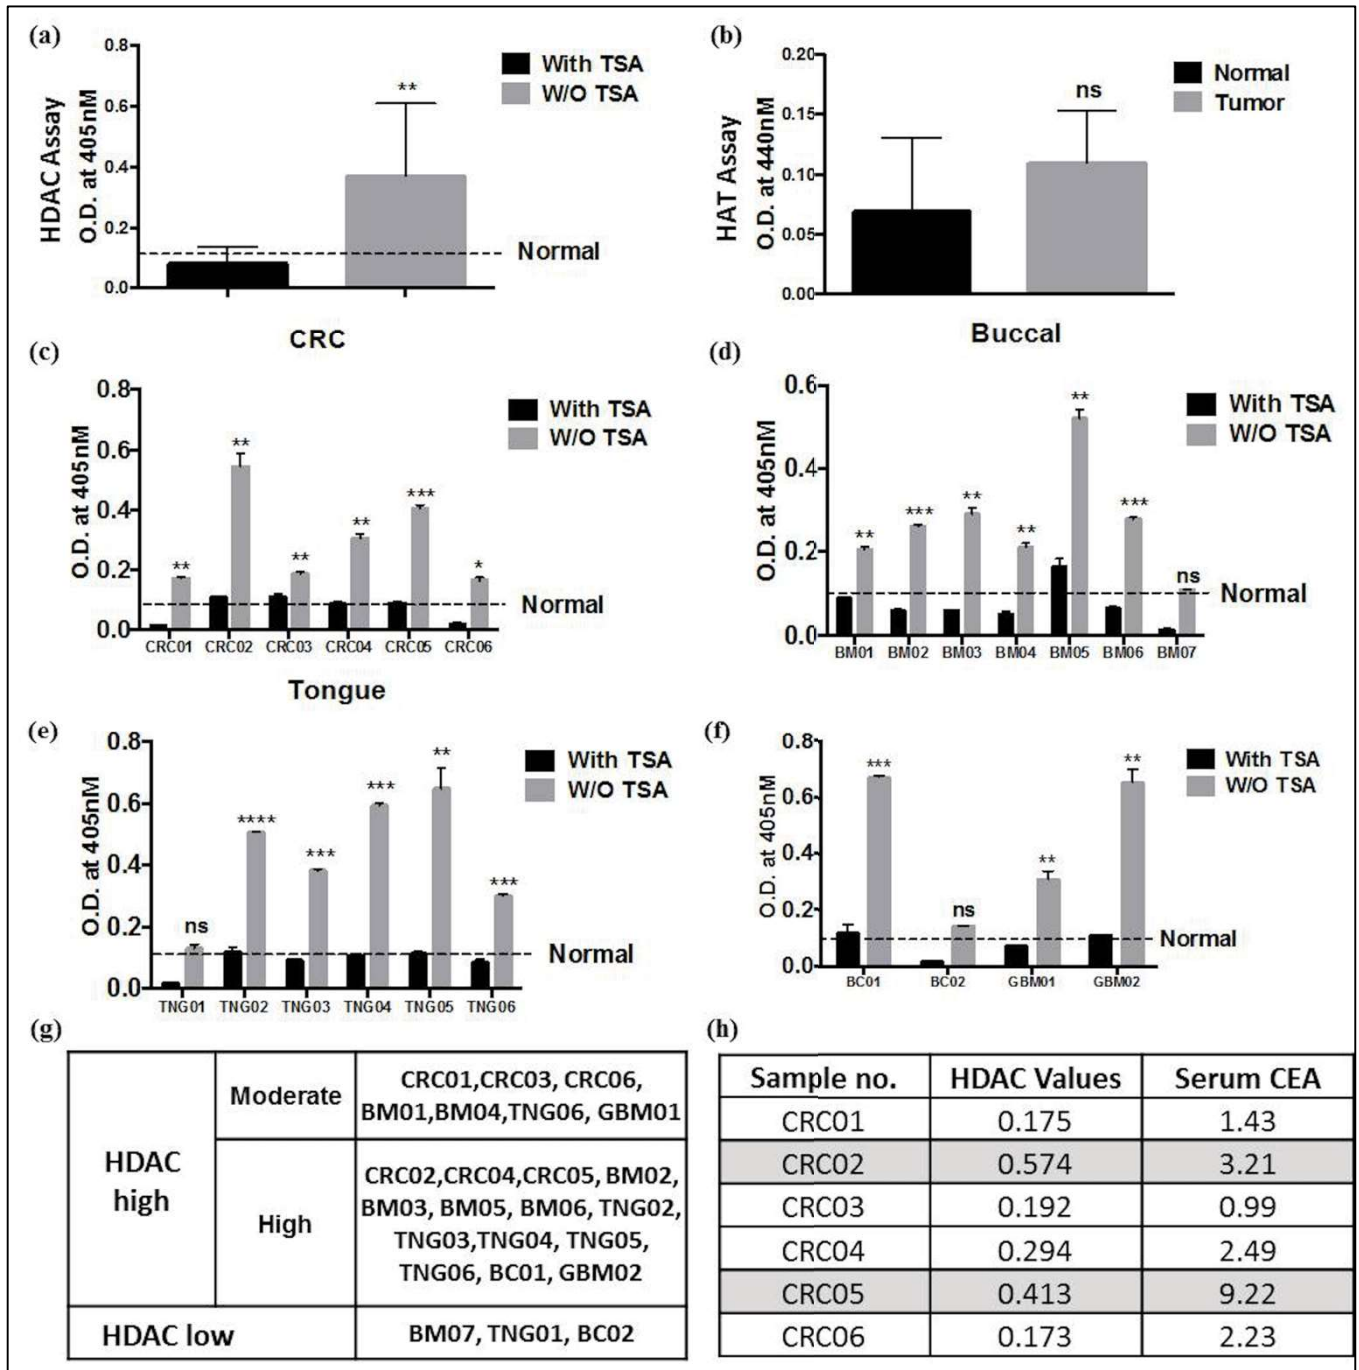 (a)
HDAC Assay
O.D. at 405nM
0.8
0.6
0.4
0.2
0.0
**
With TSA
W/O TSA
Normal
(b)
HAT Assay
O.D. at 440nM
0.20
0.15
0.10
0.05
0.00
ns
Normal
Tumor
CRC
(c)
O.D. at 405nM
0.8
0.6
0.4
0.2
0.0
** ** ** ** *** *
With TSA
W/O TSA
Normal
CRC01 CRC02 CRC03 CRC04 CRC05 CRC06
Buccal
(d)
O.D. at 405nM
0.6
0.4
0.2
0.0
** *** ** ** ** *** ns
With TSA
W/O TSA
Normal
BM01 BM02 BM03 BM04 BM05 BM06 BM07
Tongue
(e)
O.D. at 405nM
0.8
0.6
0.4
0.2
0.0
ns **** *** *** ** ***
With TSA
W/O TSA
Normal
TNG01 TNG02 TNG03 TNG04 TNG05 TNG06
(f)
O.D. at 405nM
0.8
0.6
0.4
0.2
0.0
*** ns ** **
With TSA
W/O TSA
Normal
BC01 BC02 GBM01 GBM02
(g)
HDAC
high
Moderate
CRC01,CRC03, CRC06,
BM01,BM04,TNG06, GBM01
High
CRC02,CRC04,CRC05, BM02,
BM03, BM05, BM06, TNG02,
TNG03,TNG04, TNG05,
TNG06, BC01, GBM02
HDAC low
BM07, TNG01, BC02
(h)
Sample no. HDAC Values Serum CEA
CRC01 0.175 1.43
CRC02 0.574 3.21
CRC03 0.192 0.99
CRC04 0.294 2.49
CRC05 0.413 9.22
CRC06 0.173 2.23